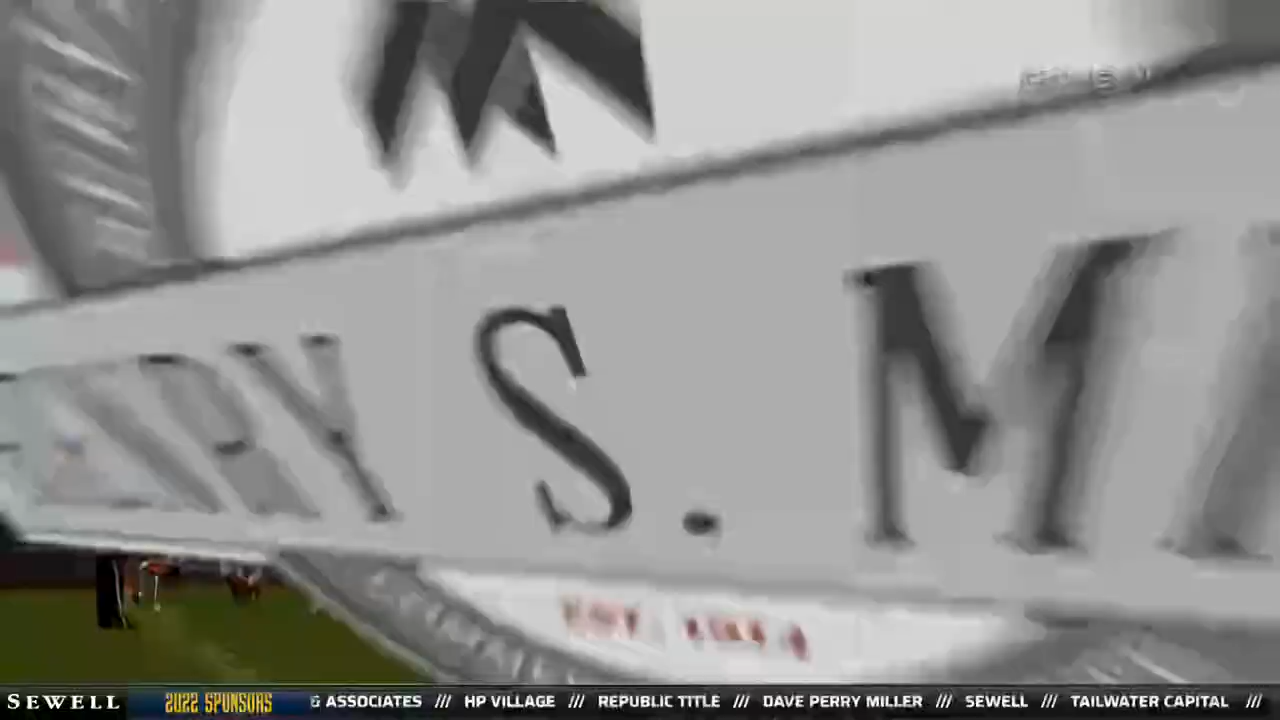 S. M
SEWELL 2022 SPONSORS & ASSOCIATES /// HP VILLAGE /// REPUBLIC TITLE /// DAVE PERRY MILLER /// SEWELL /// TAILWATER CAPITAL ///